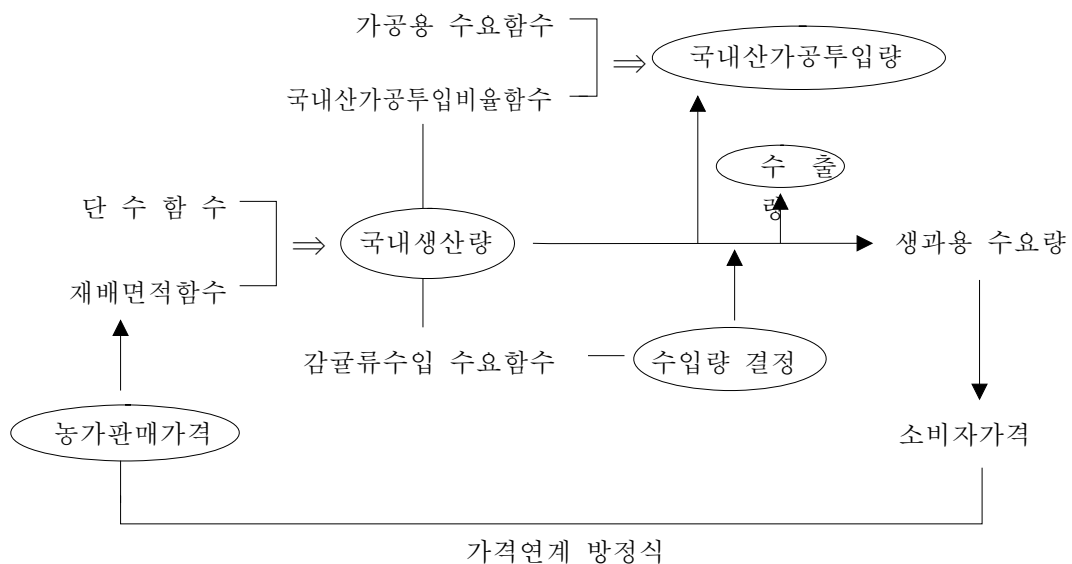 가공용 수요함수
국내산가공투입량
국내산가공투입비율함수
수 출
량
단 수 함 수
국내생산량
생과용 수요량
재배면적함수
감귤류수입 수요함수
수입량 결정
농가판매가격
소비자가격
가격연계 방정식